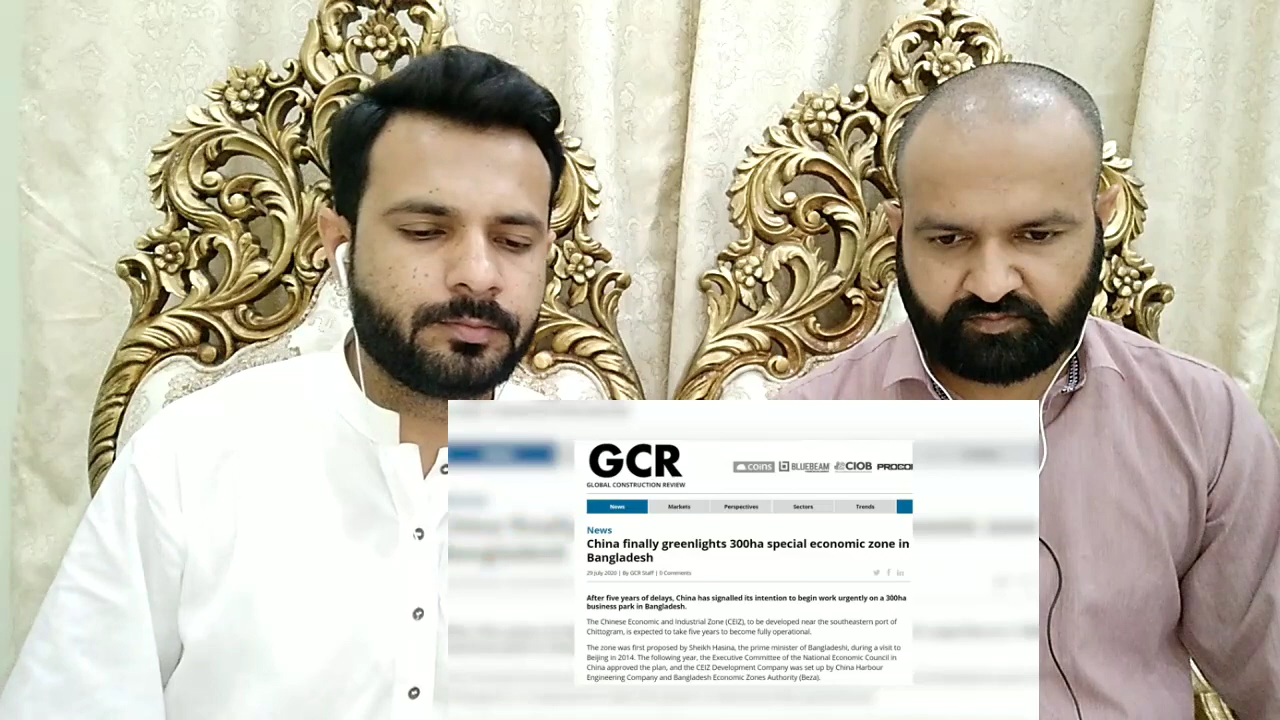 GCR
GLOBAL CONSTRUCTION REVIEW
coins BLUEBEAM CIOB
News Markets Perspectives Sectors Trends
News
China finally greenlights 300ha special economic zone in
Bangladesh
29 July 2020 | By GCR Staff | 0 Comments
After five years of delays, China has signalled its intention to begin work urgently on a 300ha
business park in Bangladesh.
The Chinese Economic and Industrial Zone (CEIZ), to be developed near the southeastern port of
Chittogram, is expected to take five years to become fully operational.
The zone was first proposed by Sheikh Hasina, the prime minister of Bangladeshi, during a visit to
Beijing in 2014. The following year, the Executive Committee of the National Economic Council in
China approved the plan, and the CEIZ Development Company was set up by China Harbour
Engineering Company and Bangladesh Economic Zones Authority (Beza).